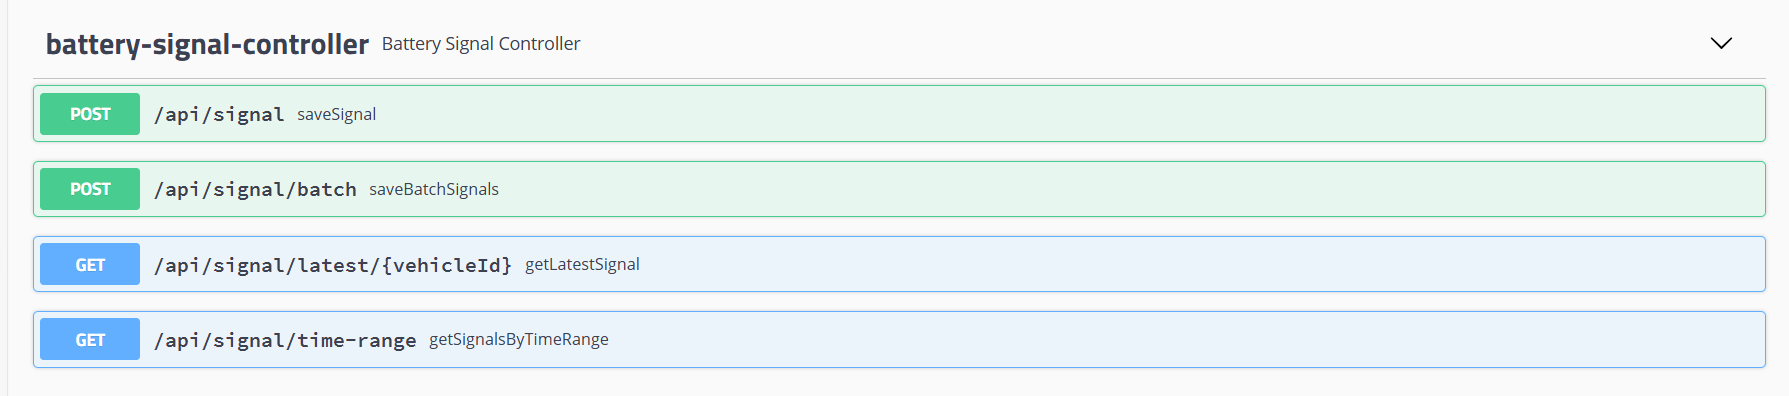 battery-signal-controller Battery Signal Controller
POST /api/signal saveSignal
POST /api/signal/batch saveBatchSignals
GET /api/signal/latest/{vehicleId} getLatestSignal
GET /api/signal/time-range getSignalsByTimeRange